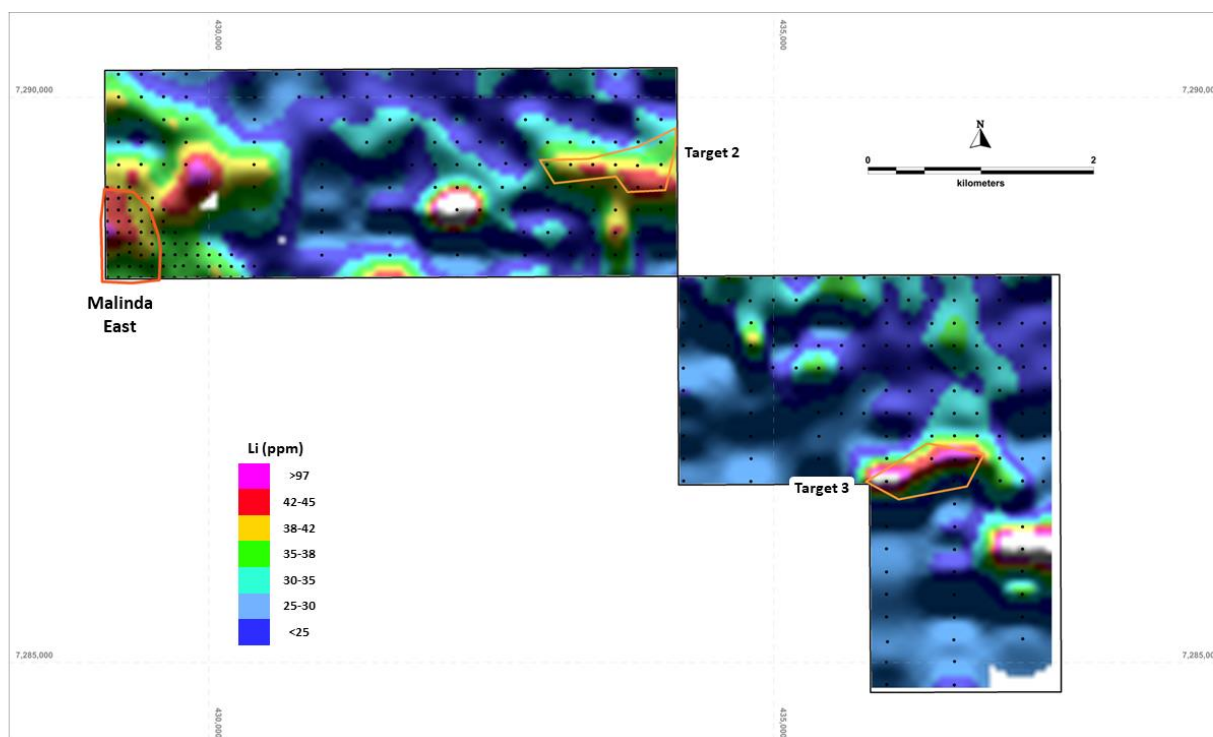 430,000
435,000
7,290,000
7,290,000
N
Target 2
0
2
kilometers
Malinda
East
Li (ppm)
>97
42-45
38-42
35-38
30-35
25-30
<25
Target 3
7,285,000
7,285,000
430,000
435,000